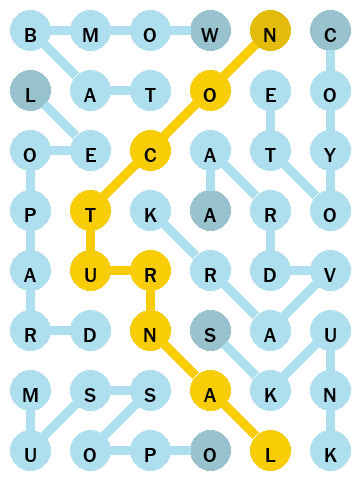 B M O W N C
L A T O E O
O E C A T Y
P T K A R O
A U R R D V
R D N S A U
M S S A K N
U O P O L K